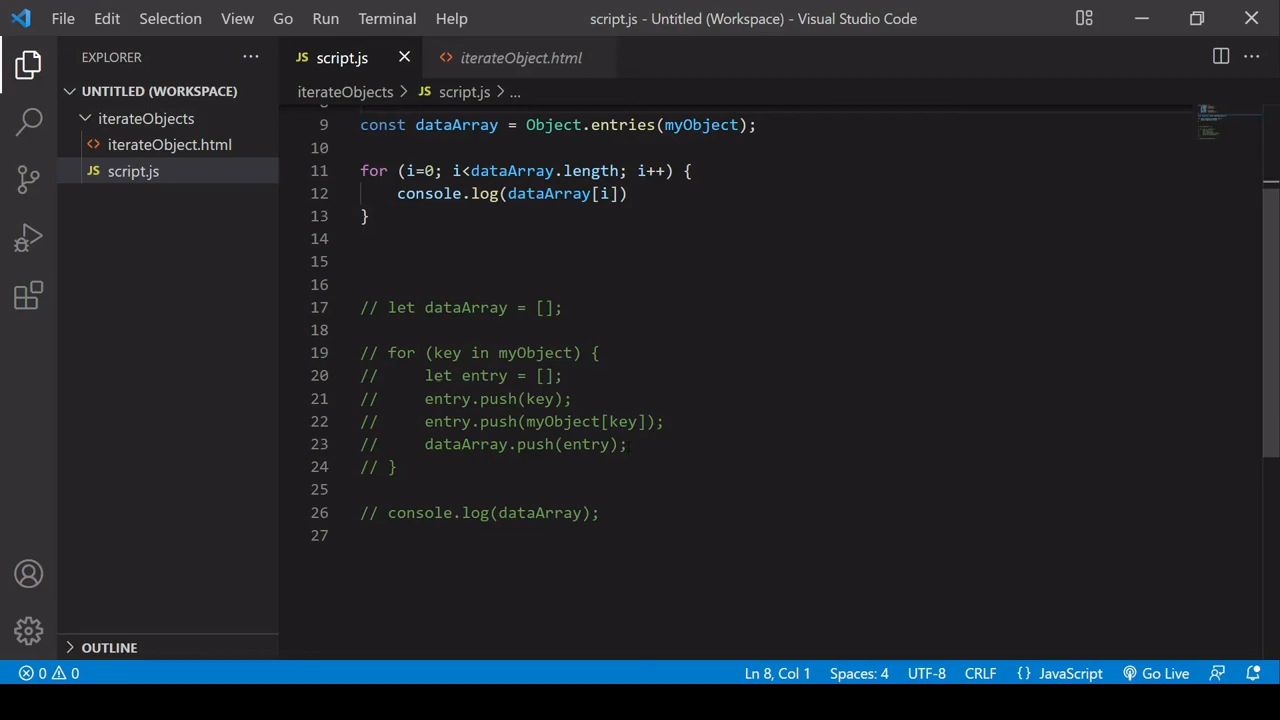 File Edit Selection View Go Run Terminal Help
script.js - Untitled (Workspace) - Visual Studio Code
EXPLORER
UNTITLED (WORKSPACE)
iterateObjects
iterateObject.html
JS script.js
OUTLINE
JS script.js
iterateObject.html
iterateObjects > JS script.js > ...
9 const dataArray = Object.entries(myObject);
10
11 for (i=0; i<dataArray.length; i++) {
12 console.log(dataArray[i])
13 }
14
15
16
17 // let dataArray = [];
18
19 // for (key in myObject) {
20 // let entry = [];
21 // entry.push(key);
22 // entry.push(myObject[key]);
23 // dataArray.push(entry);
24 // }
25
26 // console.log(dataArray);
27
0 0
Ln 8, Col 1 Spaces: 4 UTF-8 CRLF {} JavaScript Go Live